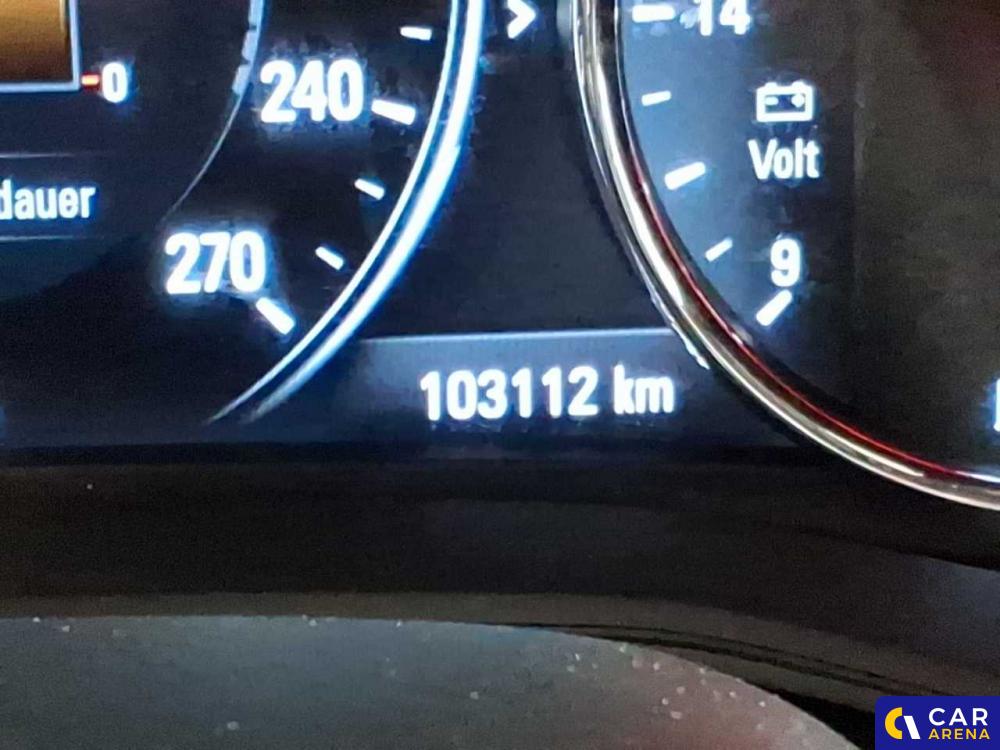 14
0
240
Volt
dauer
270
9
103112 km
CAR
ARENA